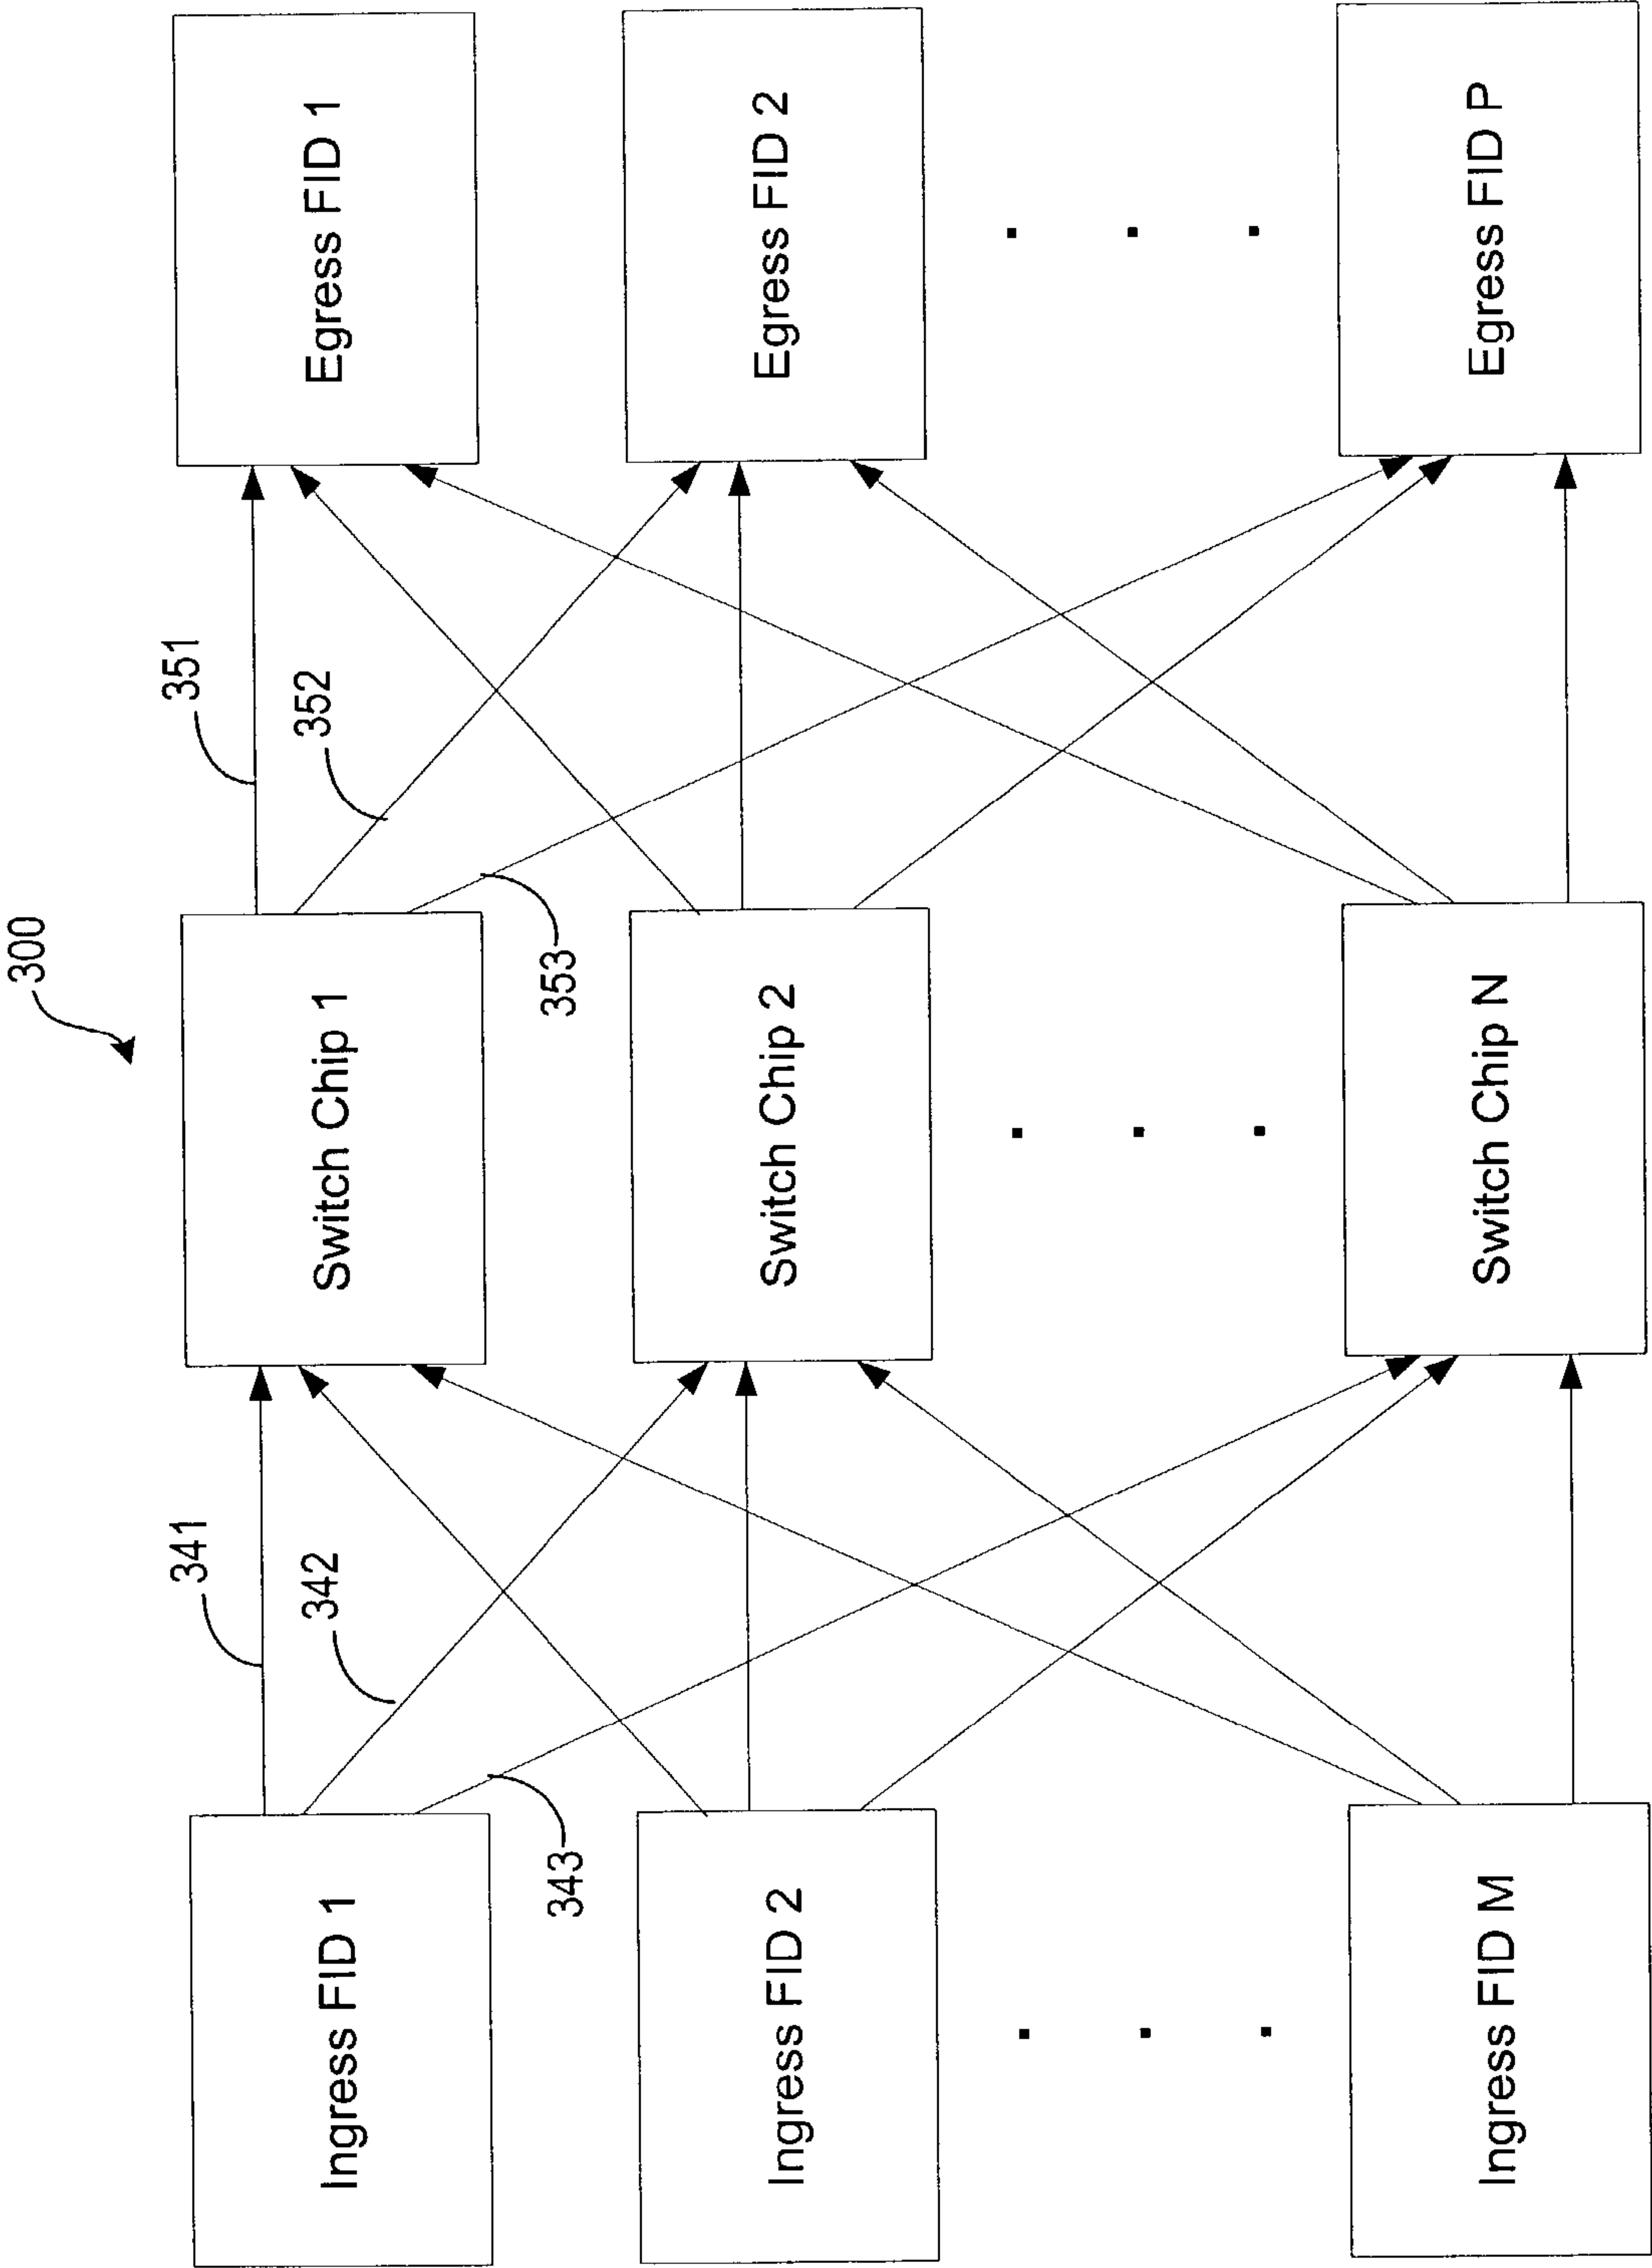 300
341
342
343
351
352
353
Ingress FID 1
Switch Chip 1
Egress FID 1
Ingress FID 2
Switch Chip 2
Egress FID 2
Ingress FID M
Switch Chip N
Egress FID P